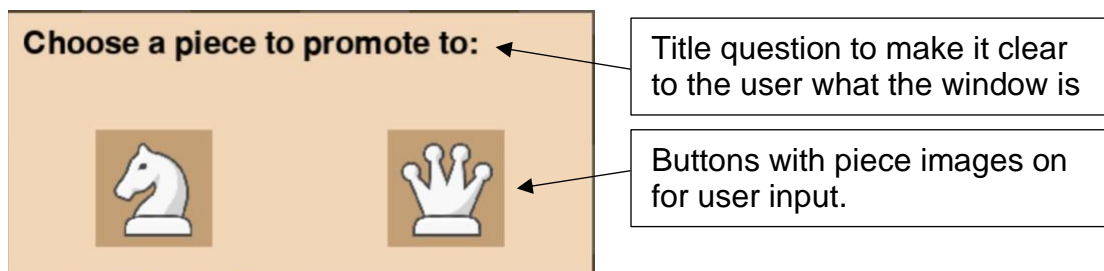 Choose a piece to promote to:
Title question to make it clear
to the user what the window is
Buttons with piece images on
for user input.